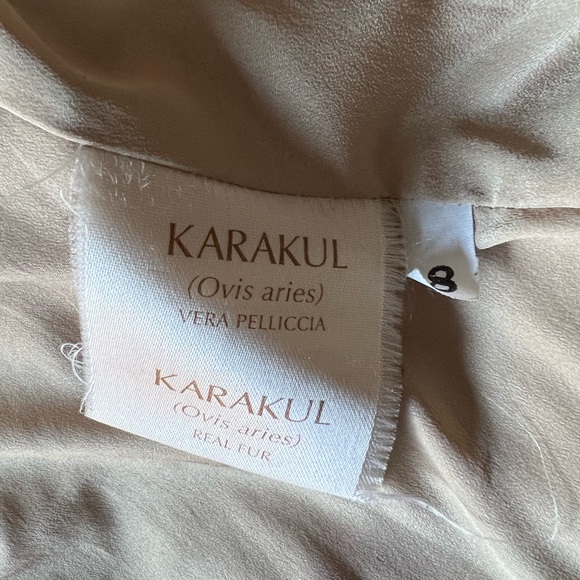 KARAKUL
(Ovis aries)
VERA PELLICCIA
KARAKUL
(Ovis aries)
REAL FUR
8